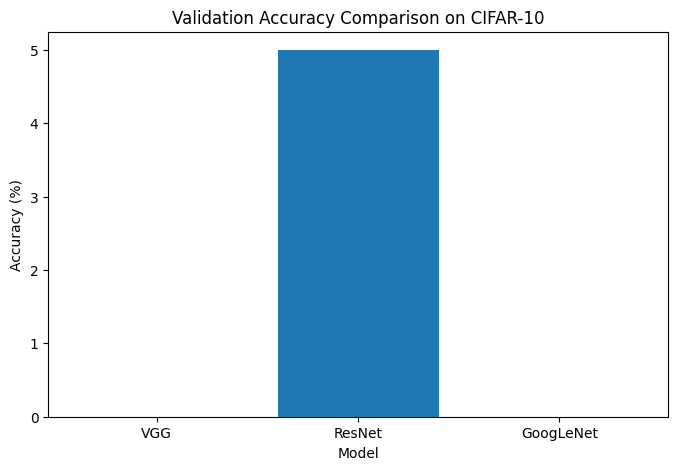 Validation Accuracy Comparison on CIFAR-10
Accuracy (%)
5
4
3
2
1
0
VGG
ResNet
GoogLeNet
Model